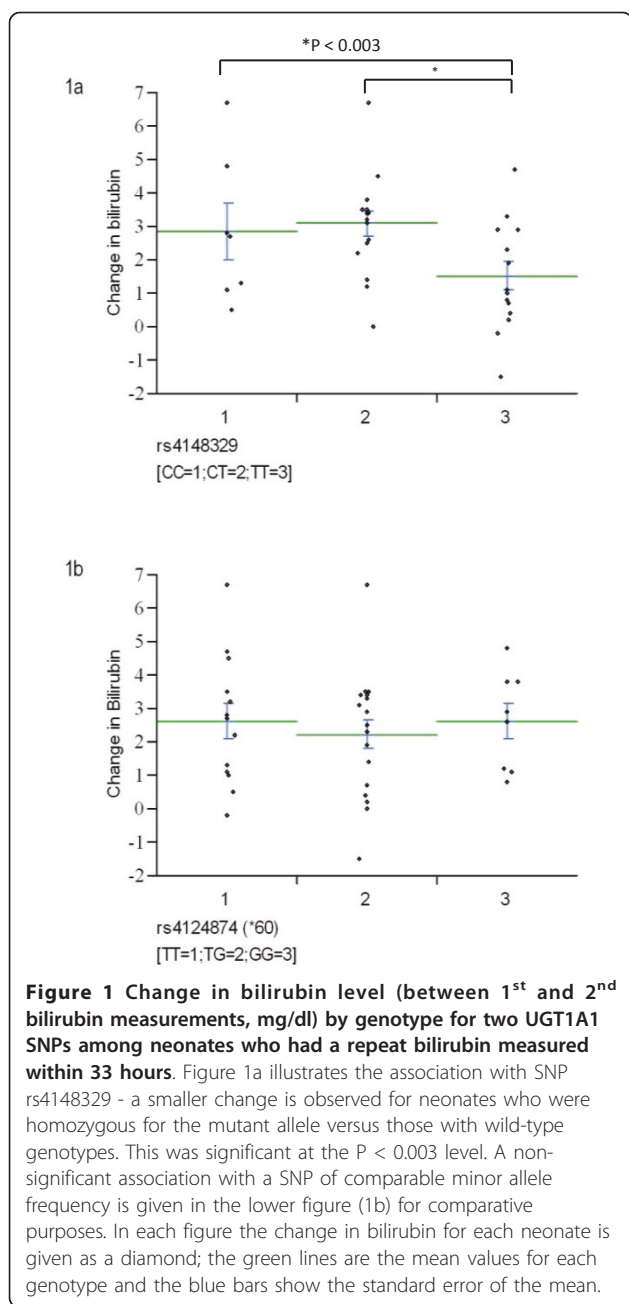 *P < 0.003
*
1a
7
6
5
4
3
2
1
0
-1
-2
Change in bilirubin
1 2 3
rs4148329
[CC=1;CT=2;TT=3]
1b
7
6
5
4
3
2
1
0
-1
-2
Change in Bilirubin
1 2 3
rs4124874 (*60)
[TT=1;TG=2;GG=3]
Figure 1 Change in bilirubin level (between 1st and 2nd
bilirubin measurements, mg/dl) by genotype for two UGT1A1
SNPs among neonates who had a repeat bilirubin measured
within 33 hours. Figure 1a illustrates the association with SNP
rs4148329 - a smaller change is observed for neonates who were
homozygous for the mutant allele versus those with wild-type
genotypes. This was significant at the P < 0.003 level. A non-
significant association with a SNP of comparable minor allele
frequency is given in the lower figure (1b) for comparative
purposes. In each figure the change in bilirubin for each neonate is
given as a diamond; the green lines are the mean values for each
genotype and the blue bars show the standard error of the mean.